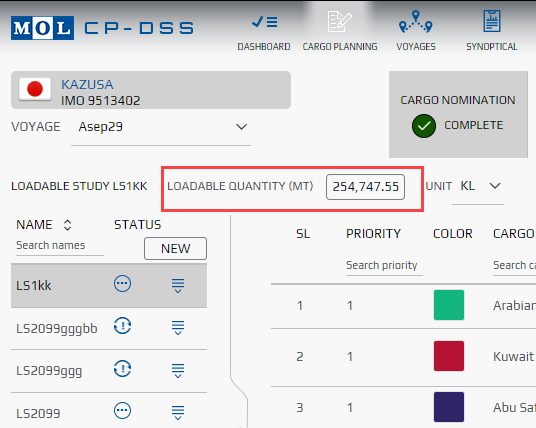 MOL CP-DSS
DASHBOARD CARGO PLANNING VOYAGES SYNOPTICAL
KAZUSA
IMO 9513402
VOYAGE Asep29
CARGO NOMINATION
COMPLETE
LOADABLE STUDY LS1KK LOADABLE QUANTITY (MT) 254,747.55 UNIT KL
NAME STATUS
Search names NEW
SL PRIORITY COLOR CARGO
Search priority Search ca
LS1kk
LS2099gggbb
LS2099ggg
LS2099
1 1 Arabian
2 1 Kuwait
3 1 Abu Saf